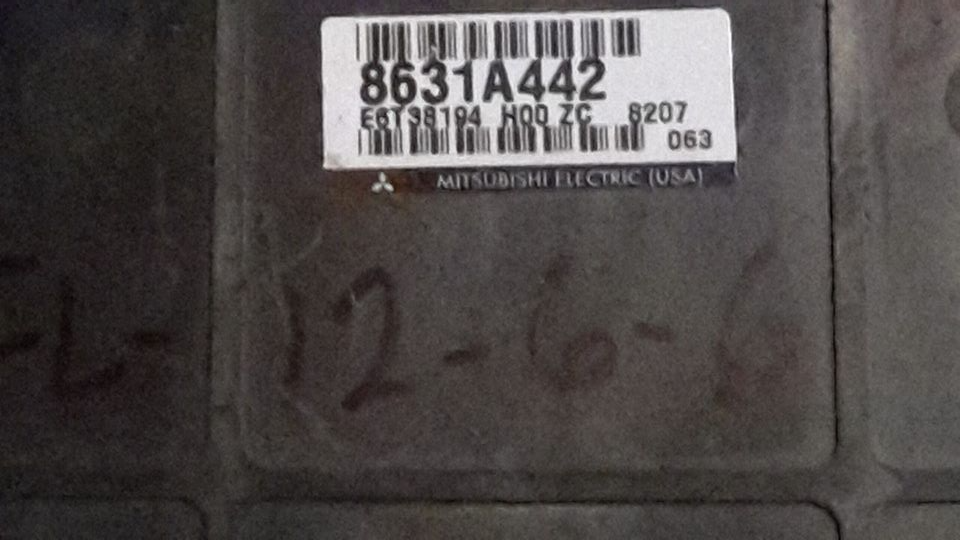 8631A442
E6T38194 H00 ZC 8207
063
MITSUBISHI ELECTRIC (USA)
-L- 12-6-6